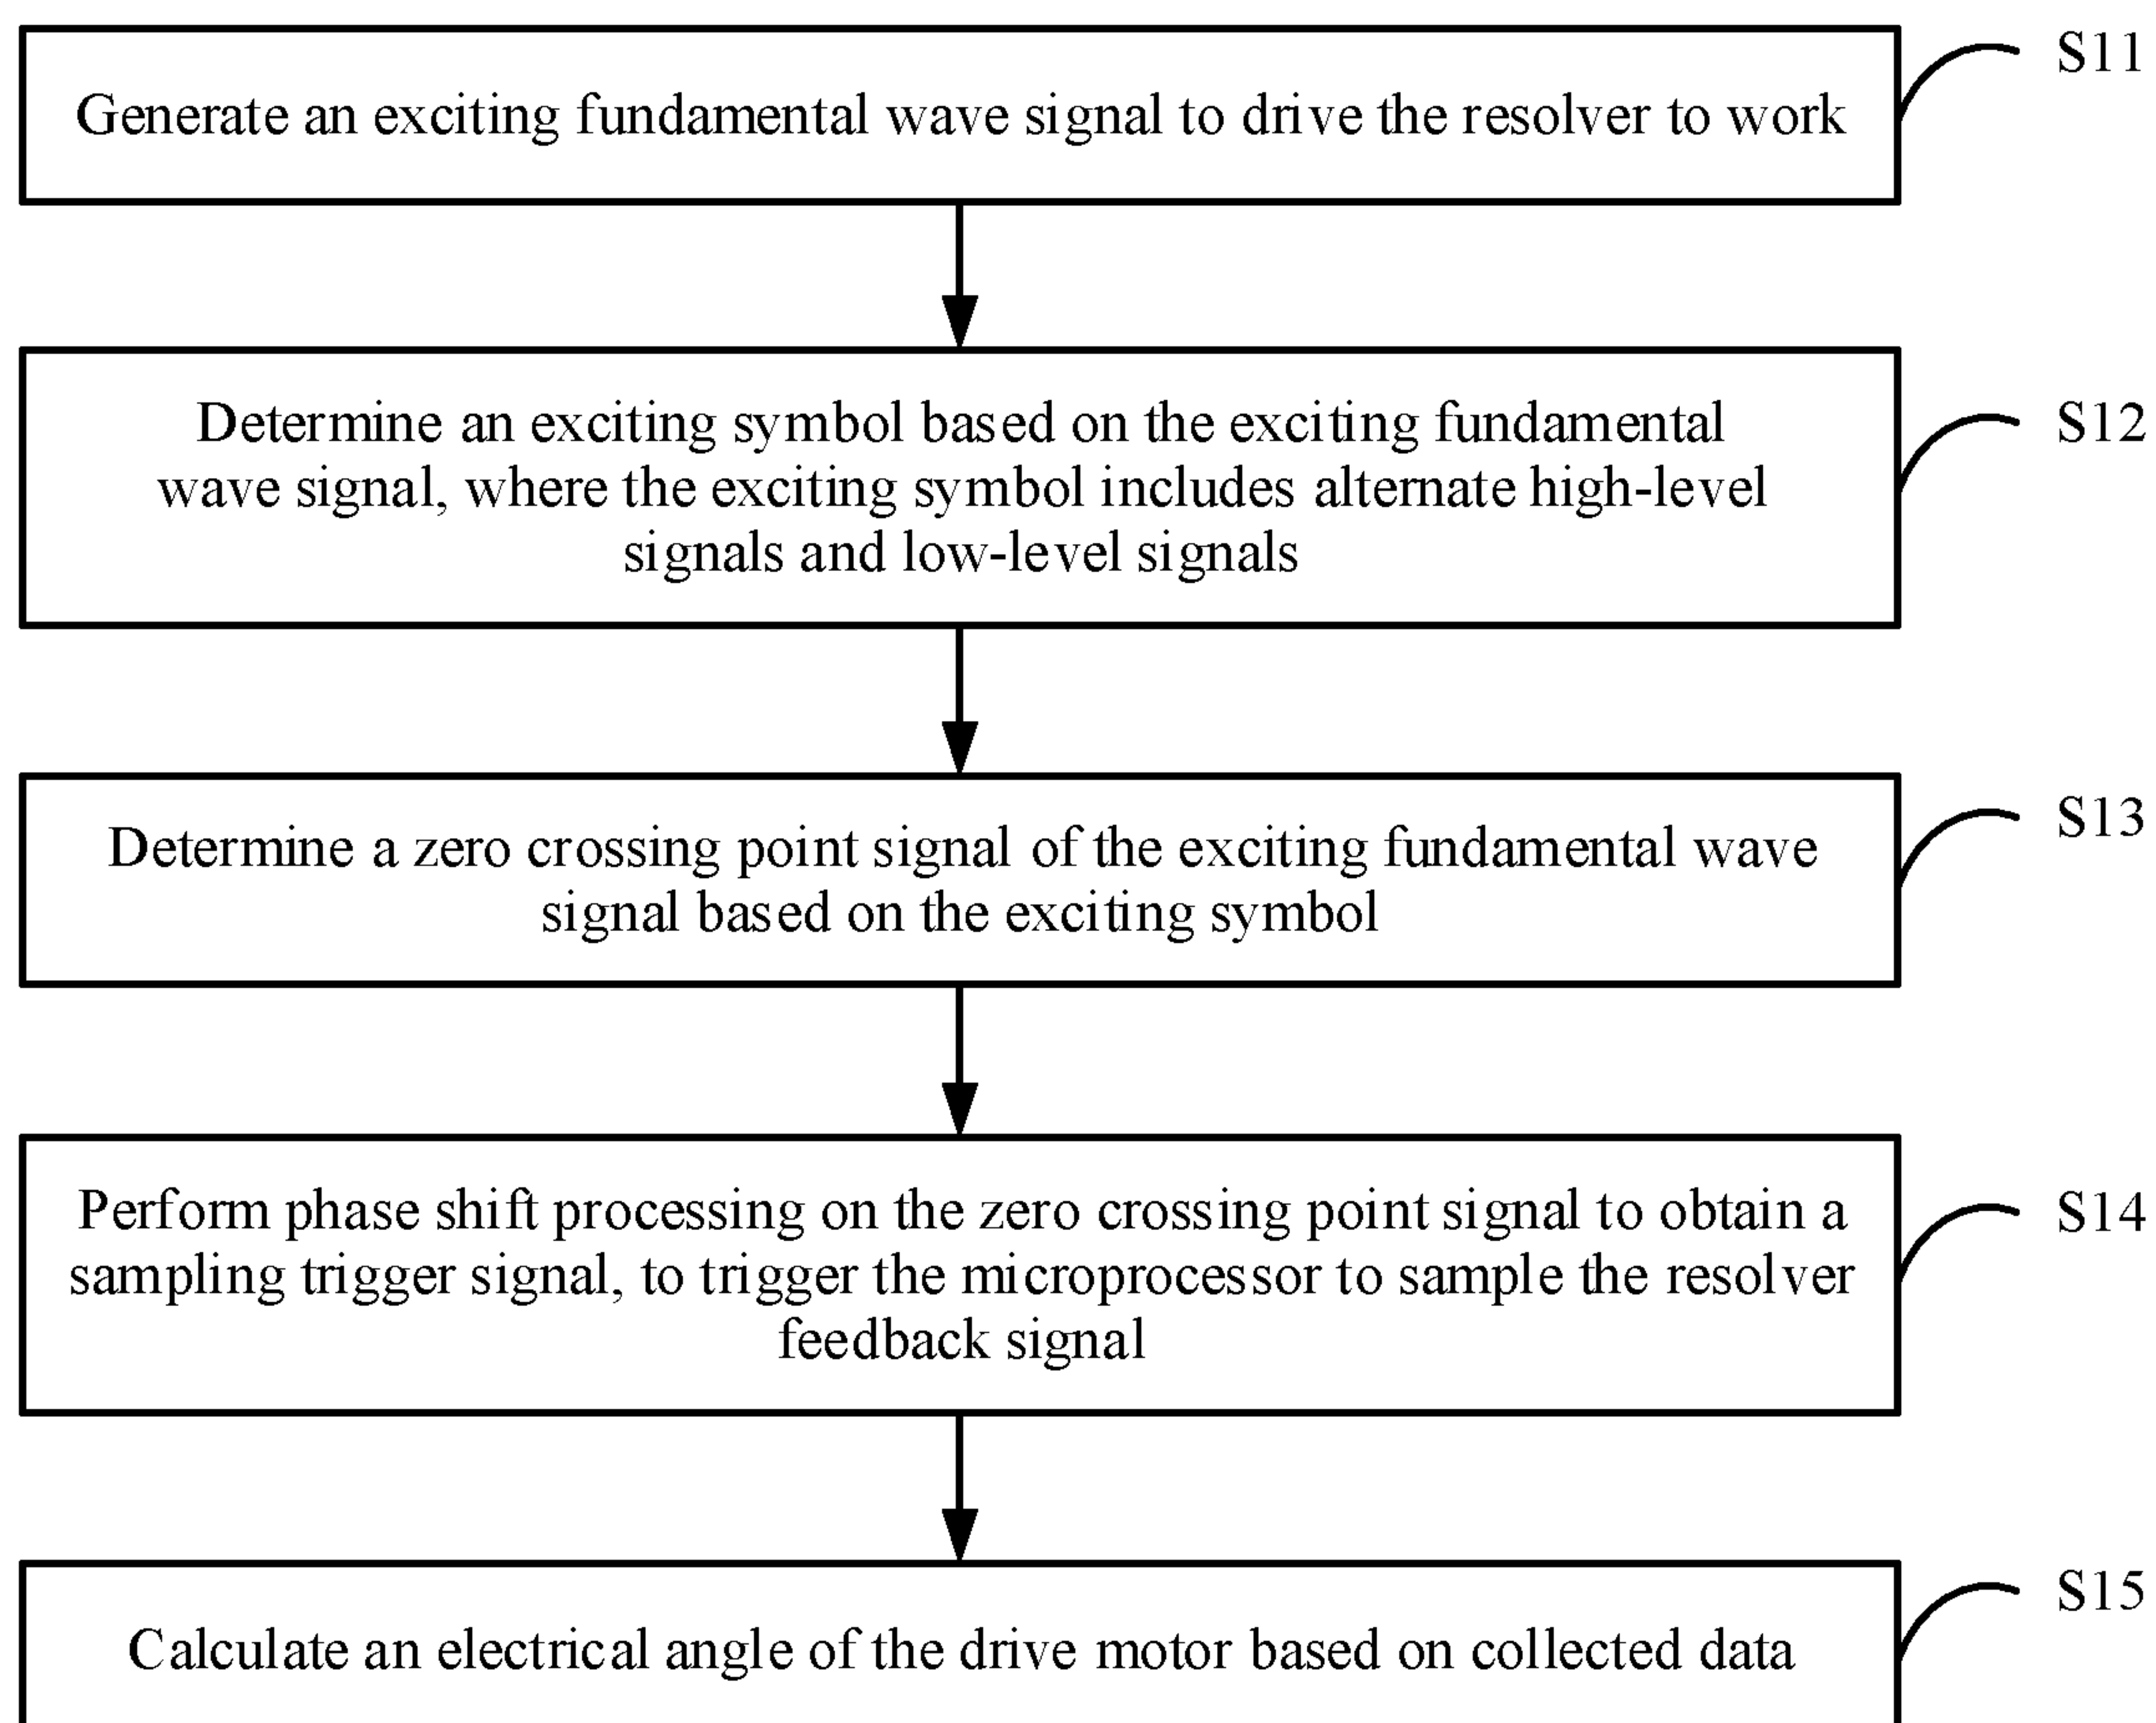 S11
Generate an exciting fundamental wave signal to drive the resolver to work
S12
Determine an exciting symbol based on the exciting fundamental
wave signal, where the exciting symbol includes alternate high-level
signals and low-level signals
S13
Determine a zero crossing point signal of the exciting fundamental wave
signal based on the exciting symbol
S14
Perform phase shift processing on the zero crossing point signal to obtain a
sampling trigger signal, to trigger the microprocessor to sample the resolver
feedback signal
S15
Calculate an electrical angle of the drive motor based on collected data